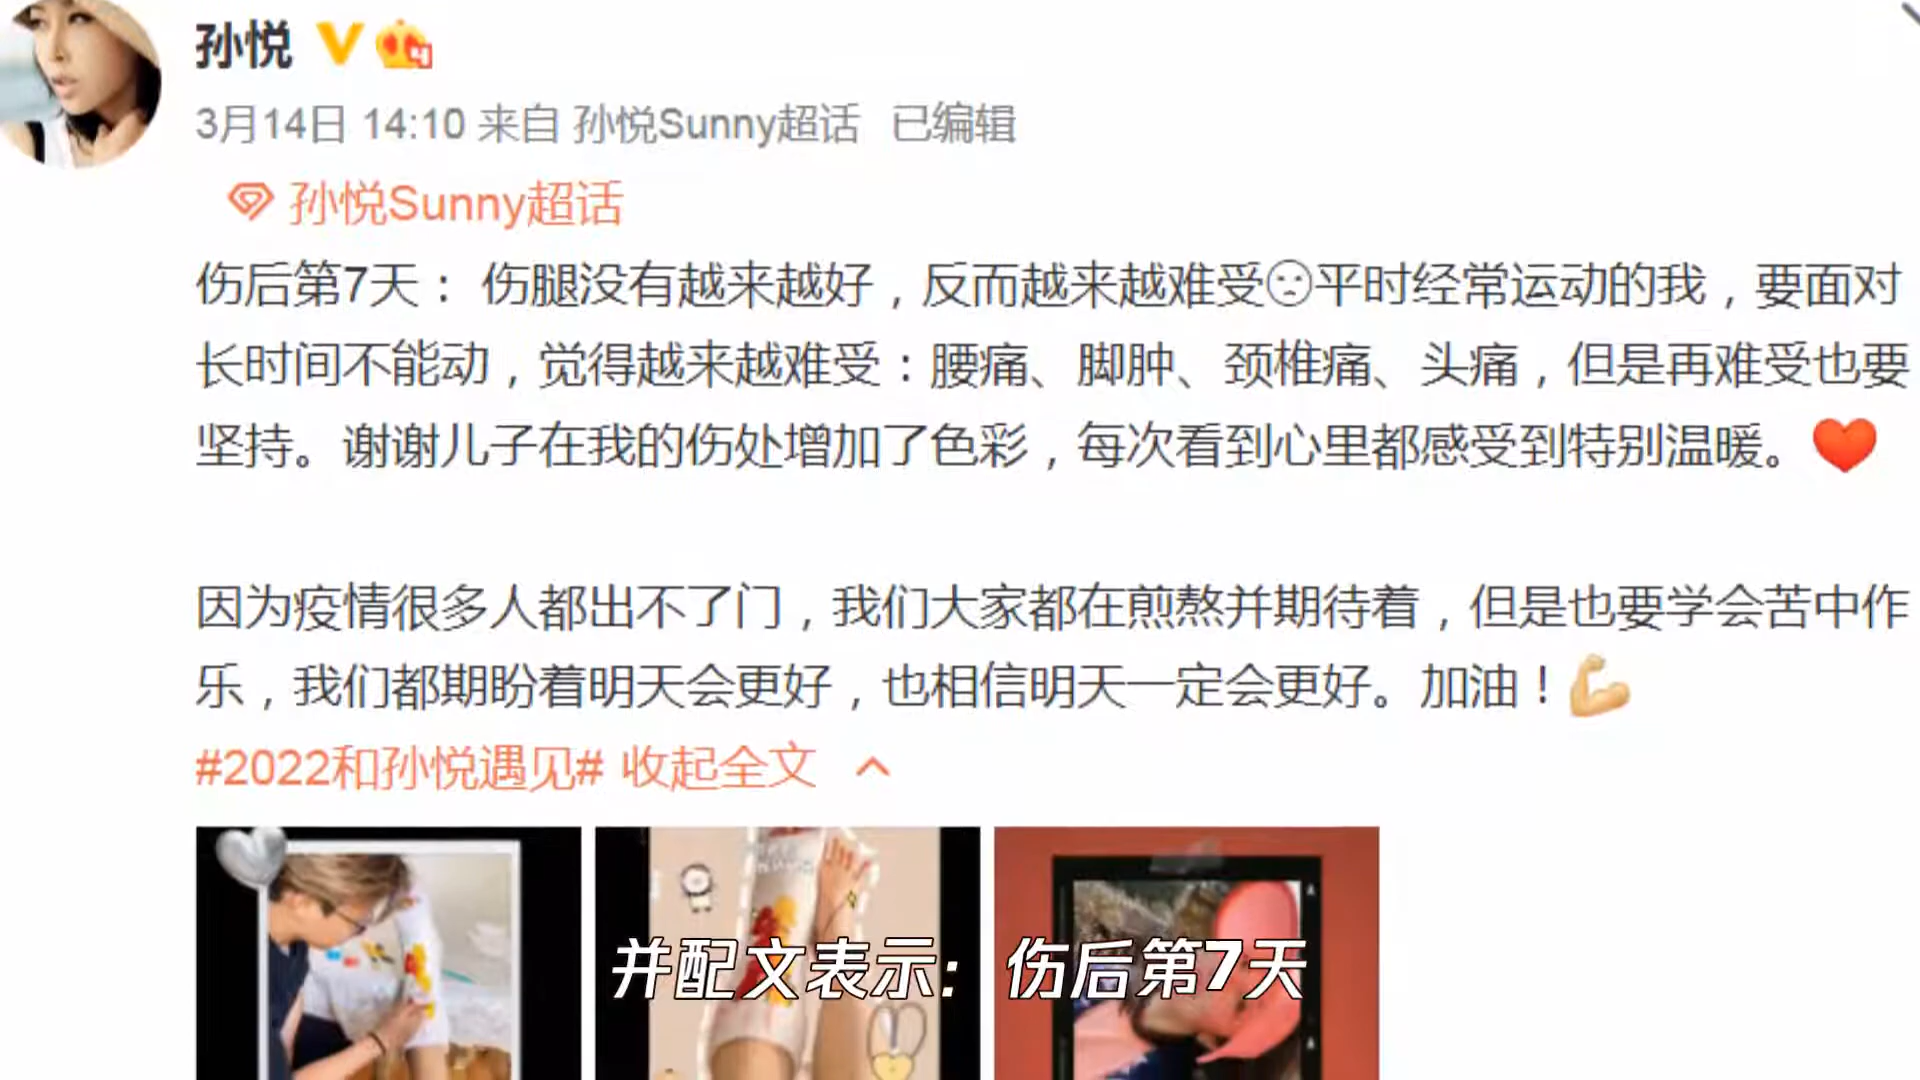 孙悦
4
3月14日 14:10 来自 孙悦Sunny超话 已编辑
孙悦Sunny超话
伤后第7天： 伤腿没有越来越好，反而越来越难受平时经常运动的我，要面对
长时间不能动，觉得越来越难受：腰痛、脚肿、颈椎痛、头痛，但是再难受也要
坚持。谢谢儿子在我的伤处增加了色彩，每次看到心里都感受到特别温暖。
因为疫情很多人都出不了门，我们大家都在煎熬并期待着，但是也要学会苦中作
乐，我们都期盼着明天会更好，也相信明天一定会更好。加油！
#2022和孙悦遇见# 收起全文
并配文表示： 伤后第7天